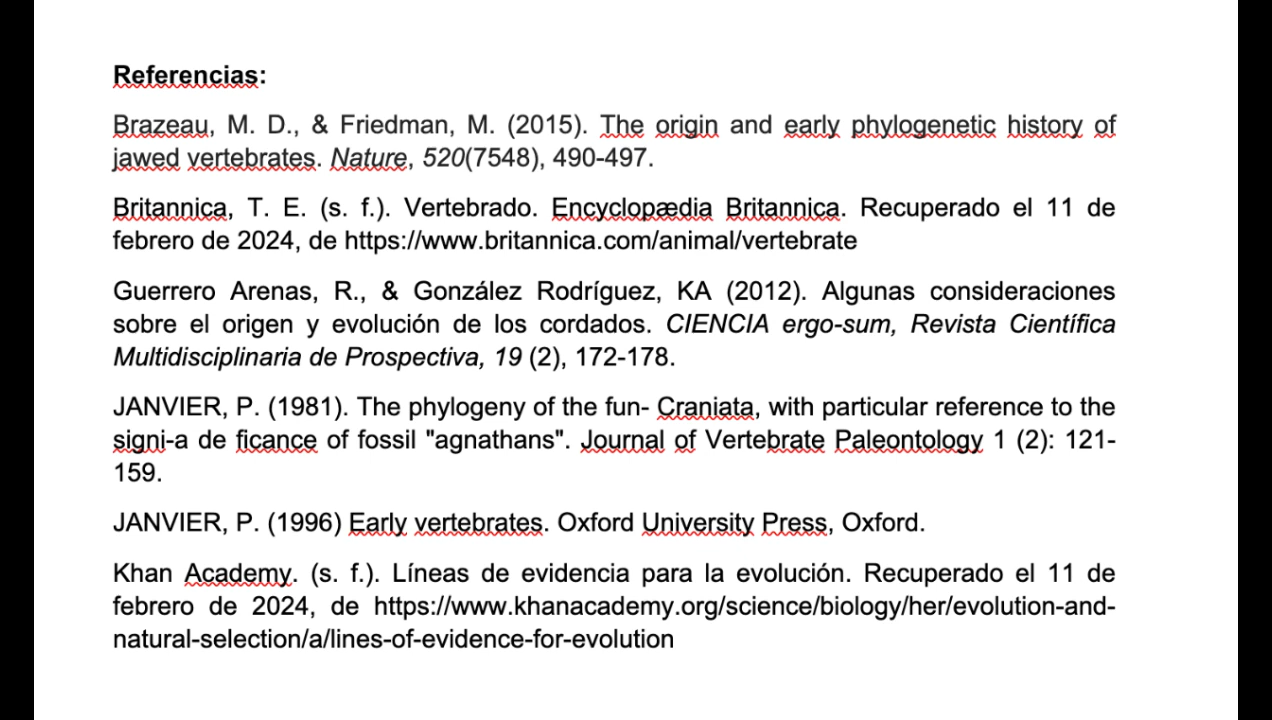 Referencias:
Brazeau, M. D., & Friedman, M. (2015). The origin and early phylogenetic history of
jawed vertebrates. Nature, 520(7548), 490-497.
Britannica, T. E. (s. f.). Vertebrado. Encyclopædia Britannica. Recuperado el 11 de
febrero de 2024, de https://www.britannica.com/animal/vertebrate
Guerrero Arenas, R., & González Rodríguez, KA (2012). Algunas consideraciones
sobre el origen y evolución de los cordados. CIENCIA ergo-sum, Revista Científica
Multidisciplinaria de Prospectiva, 19 (2), 172-178.
JANVIER, P. (1981). The phylogeny of the fun- Craniata, with particular reference to the
signi-a de ficance of fossil "agnathans". Journal of Vertebrate Paleontology 1 (2): 121-
159.
JANVIER, P. (1996) Early vertebrates. Oxford University Press, Oxford.
Khan Academy. (s. f.). Líneas de evidencia para la evolución. Recuperado el 11 de
febrero de 2024, de https://www.khanacademy.org/science/biology/her/evolution-and-
natural-selection/a/lines-of-evidence-for-evolution